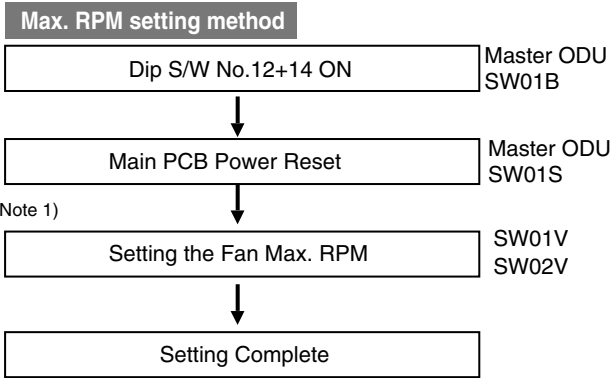 Max. RPM setting method
Dip S/W No.12+14 ON
Master ODU
SW01B
Main PCB Power Reset
Master ODU
SW01S
Note 1)
Setting the Fan Max. RPM
SW01V
SW02V
Setting Complete